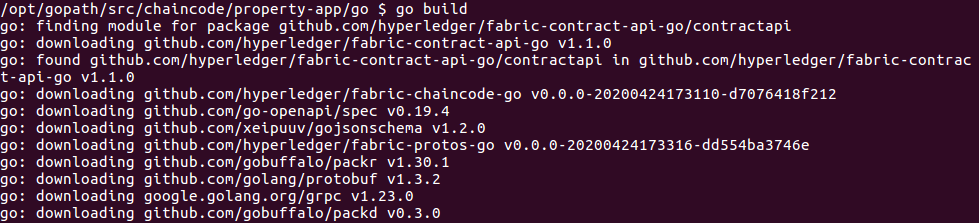 /opt/gopath/src/chaincode/property-app/go $ go build
go: finding module for package github.com/hyperledger/fabric-contract-api-go/contractapi
go: downloading github.com/hyperledger/fabric-contract-api-go v1.1.0
go: found github.com/hyperledger/fabric-contract-api-go/contractapi in github.com/hyperledger/fabric-contrac
t-api-go v1.1.0
go: downloading github.com/hyperledger/fabric-chaincode-go v0.0.0-20200424173110-d7076418f212
go: downloading github.com/go-openapi/spec v0.19.4
go: downloading github.com/xeipuuv/gojsonschema v1.2.0
go: downloading github.com/hyperledger/fabric-protos-go v0.0.0-20200424173316-dd554ba3746e
go: downloading github.com/gobuffalo/packr v1.30.1
go: downloading github.com/golang/protobuf v1.3.2
go: downloading google.golang.org/grpc v1.23.0
go: downloading github.com/gobuffalo/packd v0.3.0